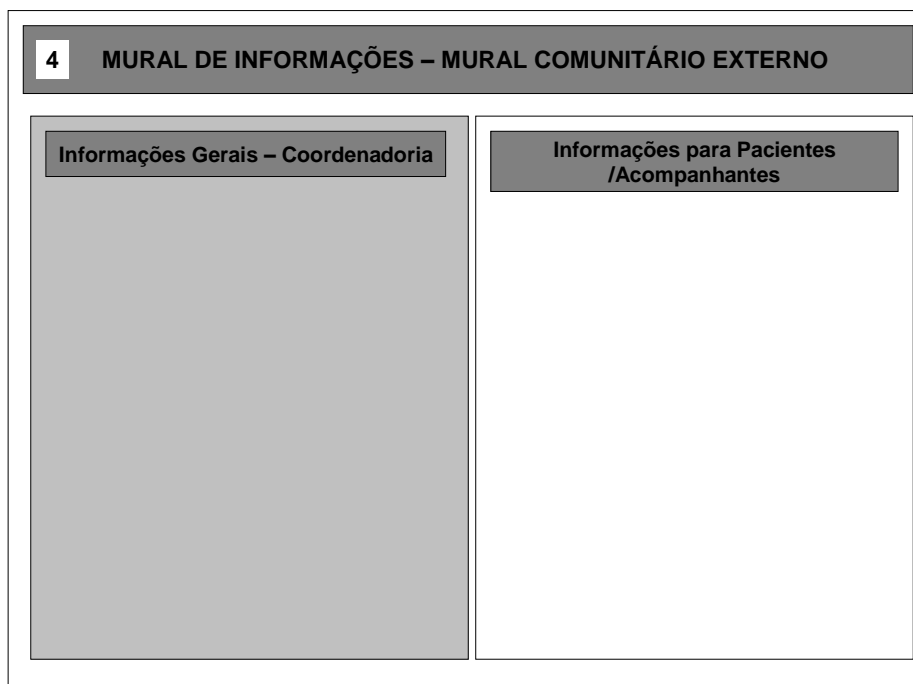 4 MURAL DE INFORMAÇÕES – MURAL COMUNITÁRIO EXTERNO
Informações Gerais – Coordenadoria
Informações para Pacientes
/Acompanhantes